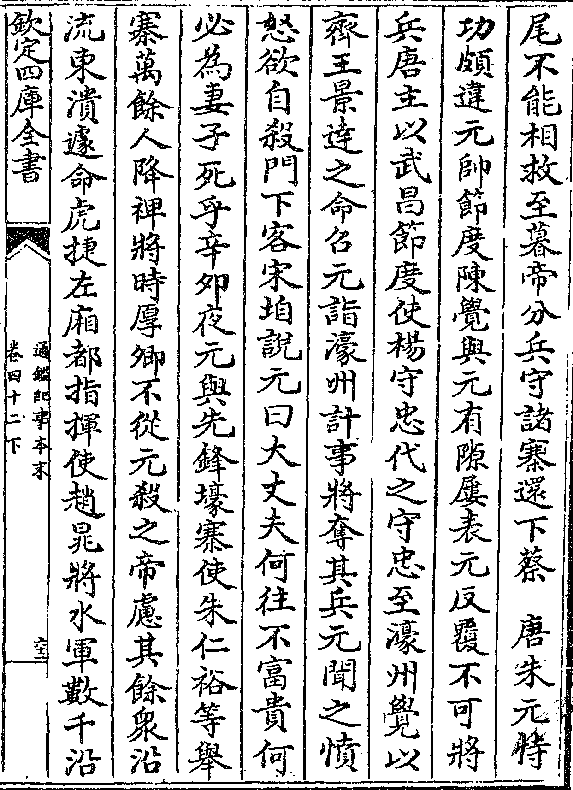 尾不能相救至暮帝分兵守諸寨還下蔡　唐朱元恃
功頗違元帥節度陳覺與元有隙屢表元反覆不可將
兵唐主以武昌節度使楊守忠代之守忠至濠州覺以
齊王景達之命召元詣濠州計事將奪其兵元聞之憤
怒欲自殺門下客宋垍說元曰大丈夫何往不富貴何
必為妻子死乎辛卯夜元與先鋒壕寨使朱仁裕等舉
寨萬餘人降禆將時厚卿不從元殺之帝慮其餘衆沿
流東潰遽命虎捷左廂都指揮使趙晁將水軍數千沿
欽定四庫全書
通鑑紀事本末
卷四十二下
六三